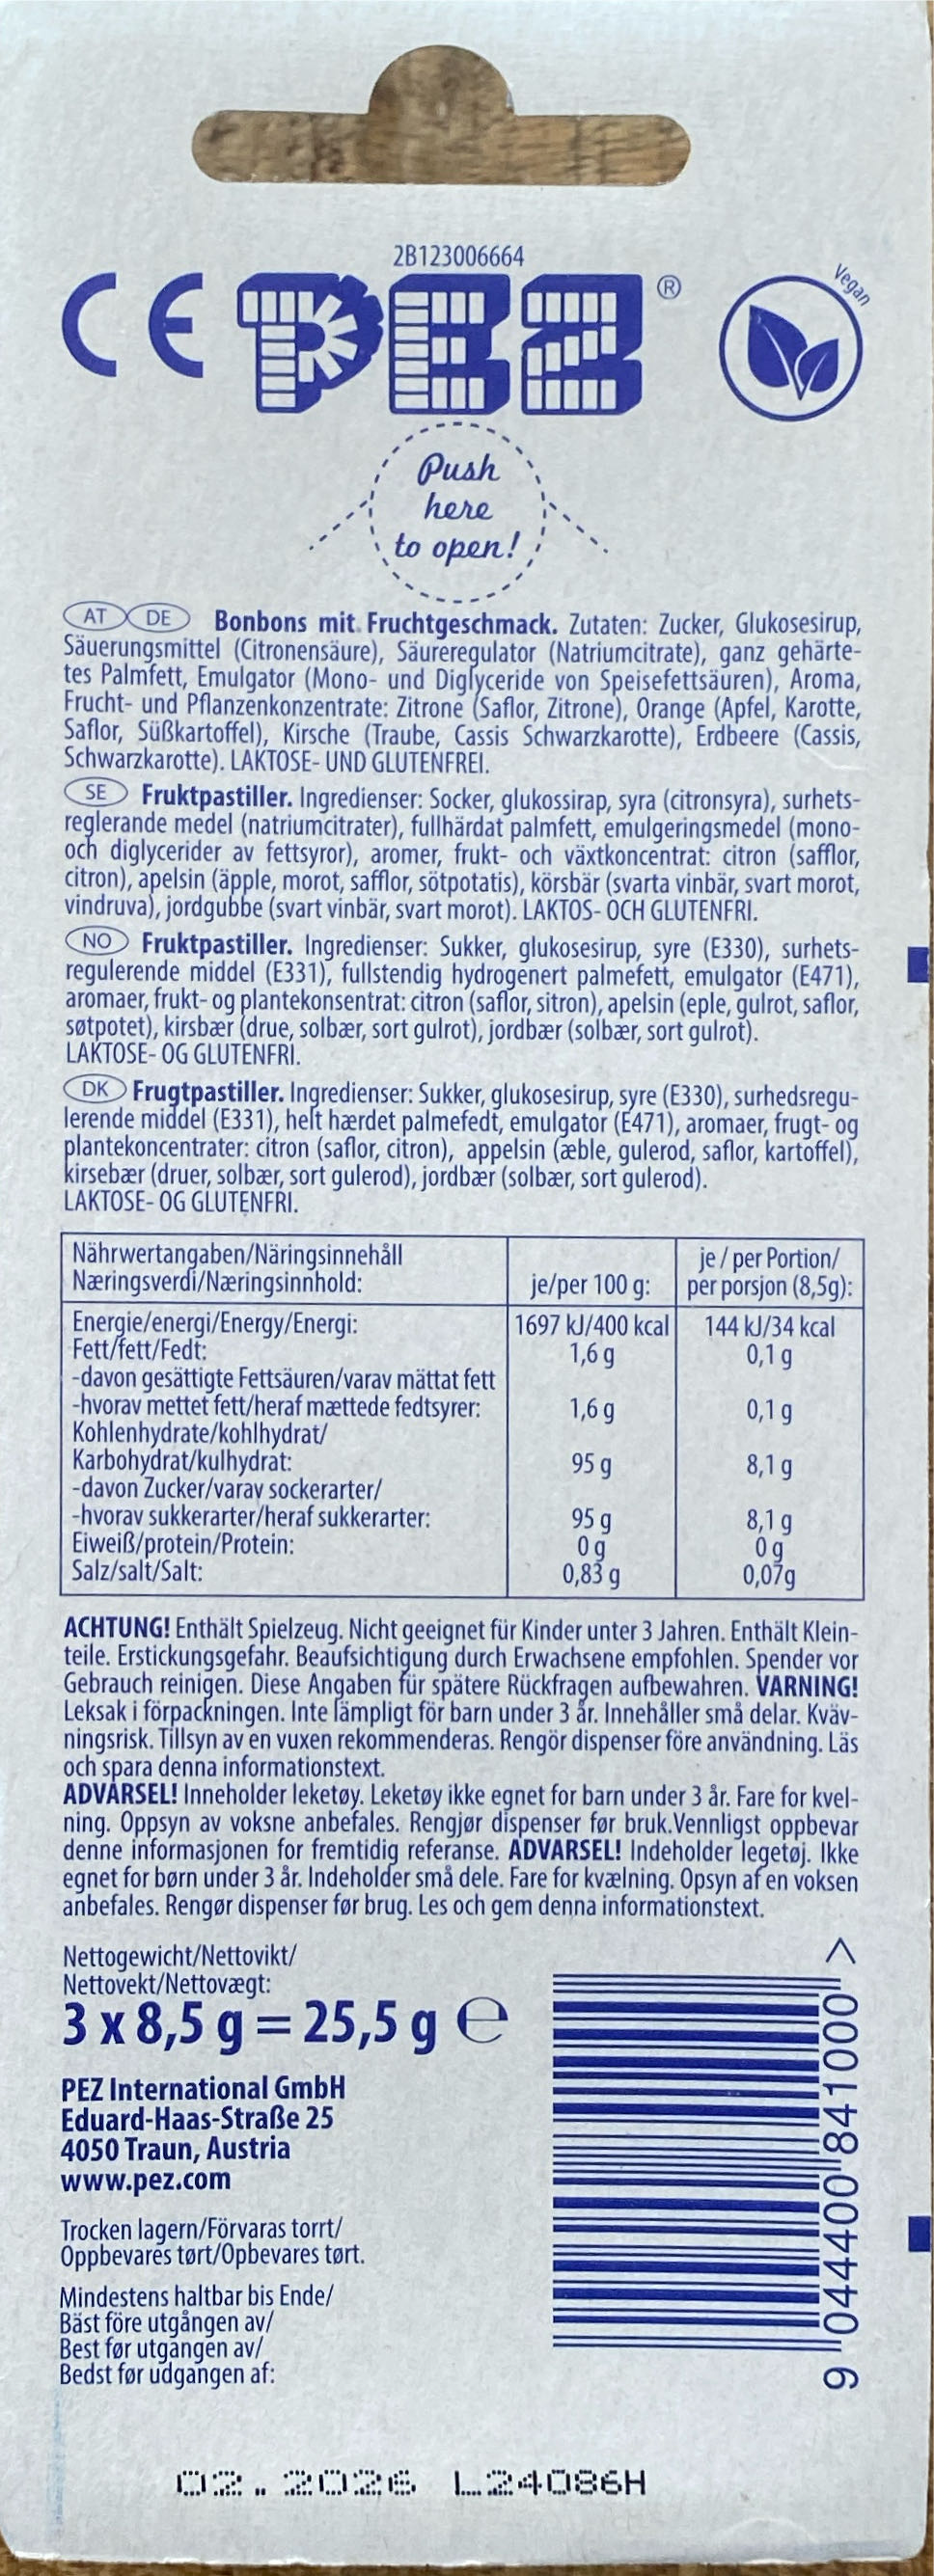 2B123006664
CE PEZ ® Vegan
Push
here
to open!
AT DE Bonbons mit Fruchtgeschmack. Zutaten: Zucker, Glukosesirup,
Säuerungsmittel (Citronensäure), Säureregulator (Natriumcitrate), ganz gehärte-
tes Palmfett, Emulgator (Mono- und Diglyceride von Speisefettsäuren), Aroma,
Frucht- und Pflanzenkonzentrate: Zitrone (Saflor, Zitrone), Orange (Apfel, Karotte,
Saflor, Süßkartoffel), Kirsche (Traube, Cassis Schwarzkarotte), Erdbeere (Cassis,
Schwarzkarotte). LAKTOSE- UND GLUTENFREI.
SE Fruktpastiller. Ingredienser: Socker, glukossirap, syra (citronsyra), surhets-
reglerande medel (natriumcitrater), fullhärdat palmfett, emulgeringsmedel (mono-
och diglycerider av fettsyror), aromer, frukt- och växtkoncentrat: citron (safflor,
citron), apelsin (äpple, morot, safflor, sötpotatis), körsbär (svarta vinbär, svart morot,
vindruva), jordgubbe (svart vinbär, svart morot). LAKTOS- OCH GLUTENFRI.
NO Fruktpastiller. Ingredienser: Sukker, glukosesirup, syre (E330), surhets-
regulerende middel (E331), fullstendig hydrogenert palmefett, emulgator (E471),
aromaer, frukt- og plantekonsentrat: citron (saflor, sitron), apelsin (eple, gulrot, saflor,
søtpotet), kirsbær (drue, solbær, sort gulrot), jordbær (solbær, sort gulrot).
LAKTOSE- OG GLUTENFRI.
DK Frugtpastiller. Ingredienser: Sukker, glukosesirup, syre (E330), surhedsregu-
lerende middel (E331), helt hærdet palmefedt, emulgator (E471), aromaer, frugt- og
plantekoncentrater: citron (saflor, citron), appelsin (æble, gulerod, saflor, kartoffel),
kirsebær (druer, solbær, sort gulerod), jordbær (solbær, sort gulerod).
LAKTOSE- OG GLUTENFRI.
Nährwertangaben/Näringsinnehåll je / per Portion/
Næringsverdi/Næringsinnhold: je/per 100 g: per porsjon (8,5g):
Energie/energi/Energy/Energi: 1697 kJ/400 kcal 144 kJ/34 kcal
Fett/fett/Fedt: 1,6 g 0,1 g
-davon gesättigte Fettsäuren/varav mättat fett
-hvorav mettet fett/heraf mættede fedtsyrer: 1,6 g 0,1 g
Kohlenhydrate/kohlhydrat/
Karbohydrat/kulhydrat: 95 g 8,1 g
-davon Zucker/varav sockerarter/
-hvorav sukkerarter/heraf sukkerarter: 95 g 8,1 g
Eiweiß/protein/Protein: 0 g 0 g
Salz/salt/Salt: 0,83 g 0,07g
ACHTUNG! Enthält Spielzeug. Nicht geeignet für Kinder unter 3 Jahren. Enthält Klein-
teile. Erstickungsgefahr. Beaufsichtigung durch Erwachsene empfohlen. Spender vor
Gebrauch reinigen. Diese Angaben für spätere Rückfragen aufbewahren. VARNING!
Leksak i förpackningen. Inte lämpligt för barn under 3 år. Innehåller små delar. Kväv-
ningsrisk. Tillsyn av en vuxen rekommenderas. Rengör dispenser före användning. Läs
och spara denna informationstext.
ADVARSEL! Inneholder leketøy. Leketøy ikke egnet for barn under 3 år. Fare for kvel-
ning. Oppsyn av voksne anbefales. Rengjør dispenser før bruk.Vennligst oppbevar
denne informasjonen for fremtidig referanse. ADVARSEL! Indeholder legetøj. Ikke
egnet for børn under 3 år. Indeholder små dele. Fare for kvælning. Opsyn af en voksen
anbefales. Rengør dispenser før brug. Les och gem denna informationstext.
Nettogewicht/Nettovikt/
Nettovekt/Nettovægt:
3 x 8,5 g = 25,5 g ℮
PEZ International GmbH
Eduard-Haas-Straße 25
4050 Traun, Austria
www.pez.com
Trocken lagern/Förvaras torrt/
Oppbevares tørt/Opbevares tørt.
Mindestens haltbar bis Ende/
Bäst före utgången av/
Best før utgangen av/
Bedst før udgangen af:
9 044400 841000 >
02.2026 L24086H